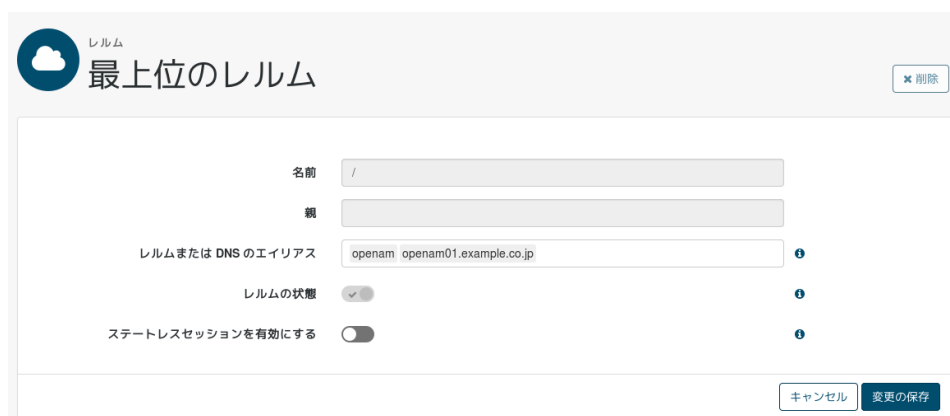 レルム
最上位のレルム
✖ 削除
名前 /
親
レルムまたは DNS のエイリアス openam openam01.example.co.jp
レルムの状態
ステートレスセッションを有効にする
キャンセル 変更の保存